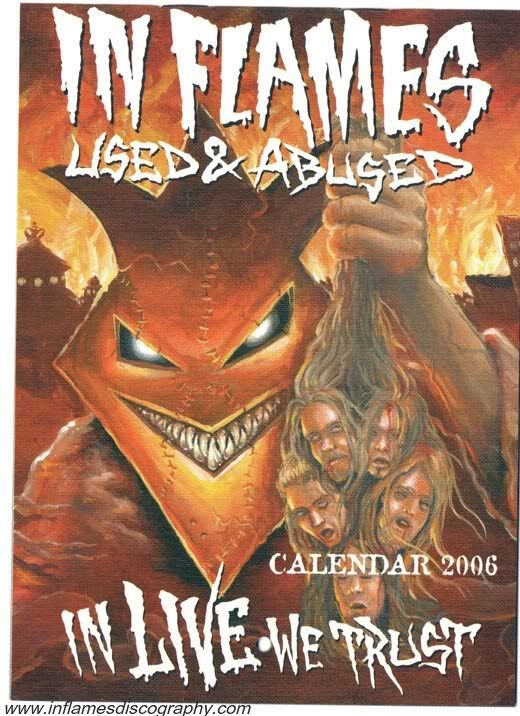 IN FLAMES
USED & ABUSED
CALENDAR 2006
IN LIVE WE TRUST
www.inflamesdiscography.com